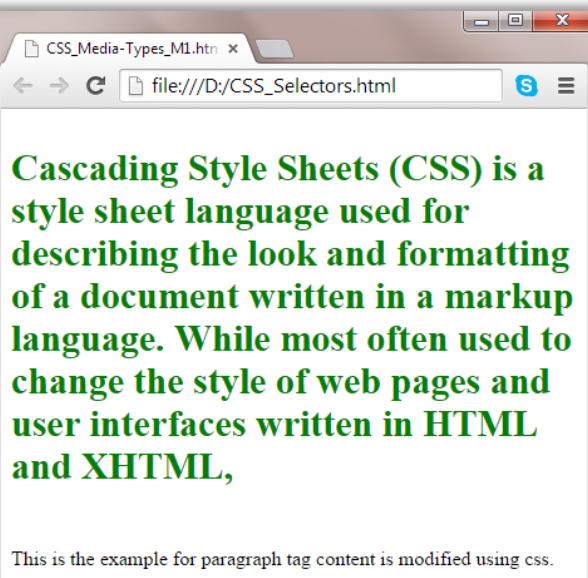 CSS_Media-Types_M1.htm
file:///D:/CSS_Selectors.html
Cascading Style Sheets (CSS) is a
style sheet language used for
describing the look and formatting
of a document written in a markup
language. While most often used to
change the style of web pages and
user interfaces written in HTML
and XHTML,
This is the example for paragraph tag content is modified using css.